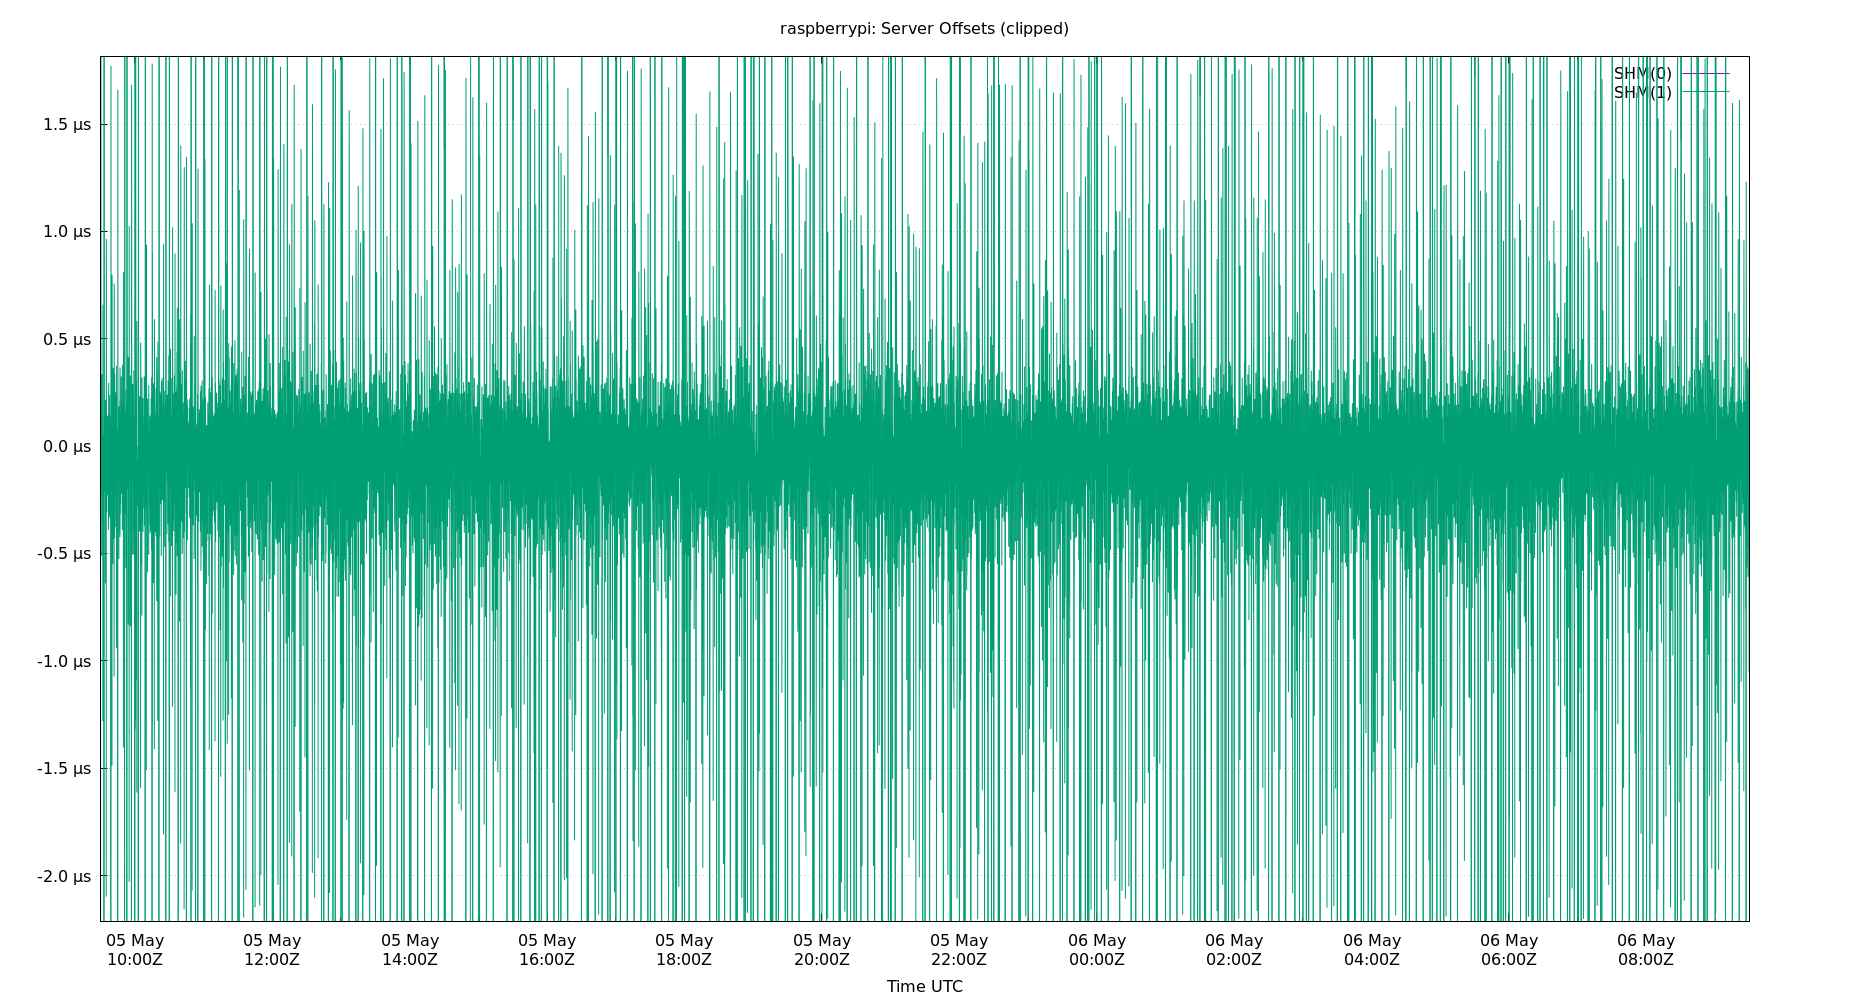 raspberrypi: Server Offsets (clipped)
SHM(0)
SHM(1)
1.5 μs
1.0 μs
0.5 μs
0.0 μs
-0.5 μs
-1.0 μs
-1.5 μs
-2.0 μs
05 May 05 May 05 May 05 May 05 May 05 May 05 May 06 May 06 May 06 May 06 May 06 May
10:00Z 12:00Z 14:00Z 16:00Z 18:00Z 20:00Z 22:00Z 00:00Z 02:00Z 04:00Z 06:00Z 08:00Z
Time UTC